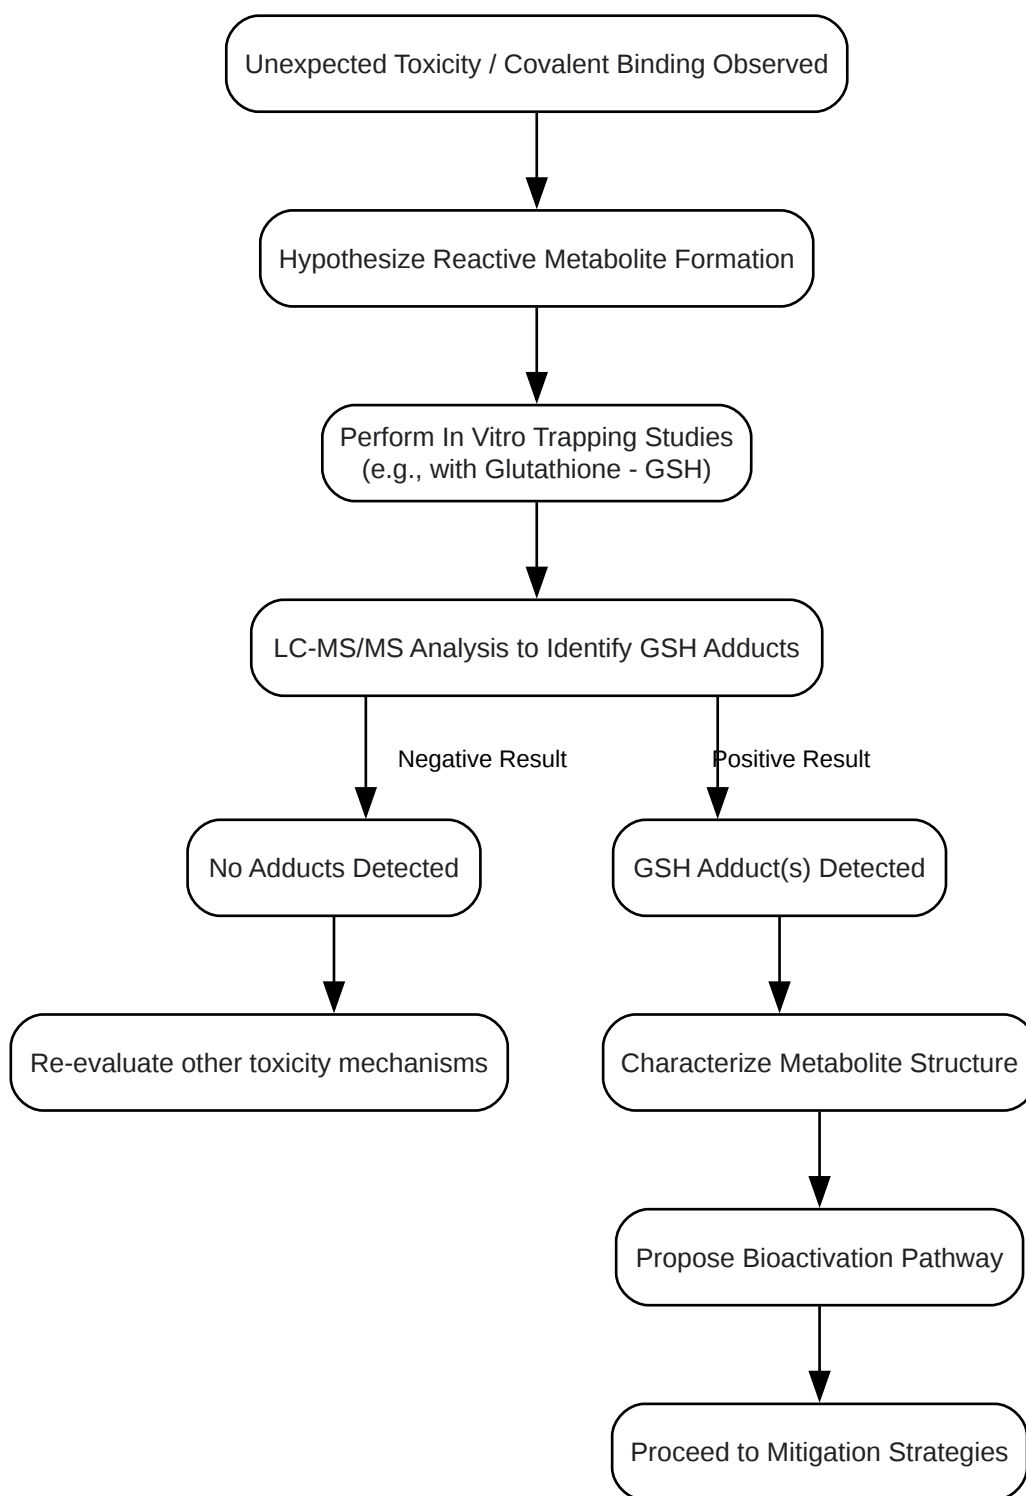 Unexpected Toxicity / Covalent Binding Observed
Hypothesize Reactive Metabolite Formation
Perform In Vitro Trapping Studies
(e.g., with Glutathione - GSH)
LC-MS/MS Analysis to Identify GSH Adducts
Negative Result
Positive Result
No Adducts Detected
GSH Adduct(s) Detected
Re-evaluate other toxicity mechanisms
Characterize Metabolite Structure
Propose Bioactivation Pathway
Proceed to Mitigation Strategies